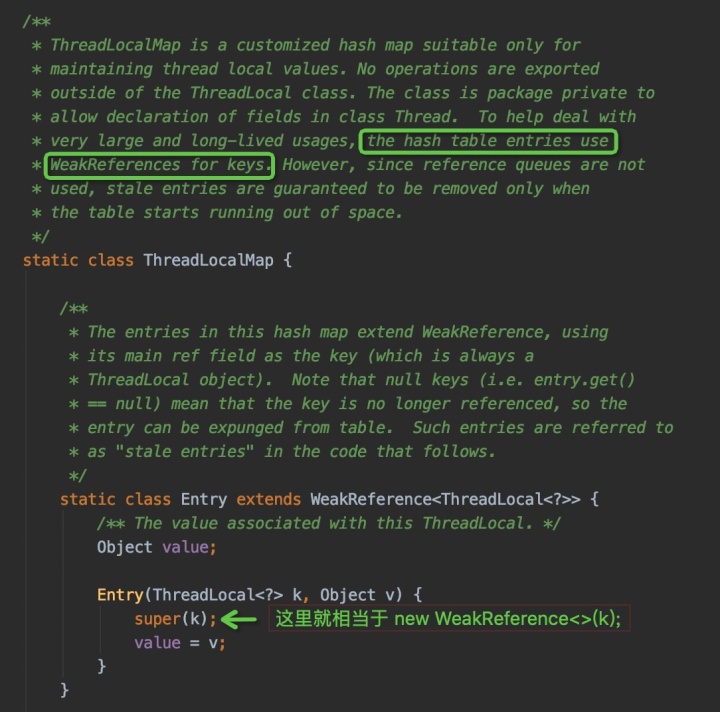 /**
* ThreadLocalMap is a customized hash map suitable only for
* maintaining thread local values. No operations are exported
* outside of the ThreadLocal class. The class is package private to
* allow declaration of fields in class Thread.  To help deal with
* very large and long-lived usages, the hash table entries use
* WeakReferences for keys. However, since reference queues are not
* used, stale entries are guaranteed to be removed only when
* the table starts running out of space.
*/
static class ThreadLocalMap {
/**
* The entries in this hash map extend WeakReference, using
* its main ref field as the key (which is always a
* ThreadLocal object).  Note that null keys (i.e. entry.get()
* == null) mean that the key is no longer referenced, so the
* entry can be expunged from table.  Such entries are referred to
* as "stale entries" in the code that follows.
*/
static class Entry extends WeakReference<ThreadLocal<?>> {
/** The value associated with this ThreadLocal. */
Object value;
Entry(ThreadLocal<?> k, Object v) {
super(k); 这里就相当于 new WeakReference<>(k);
value = v;
}
}